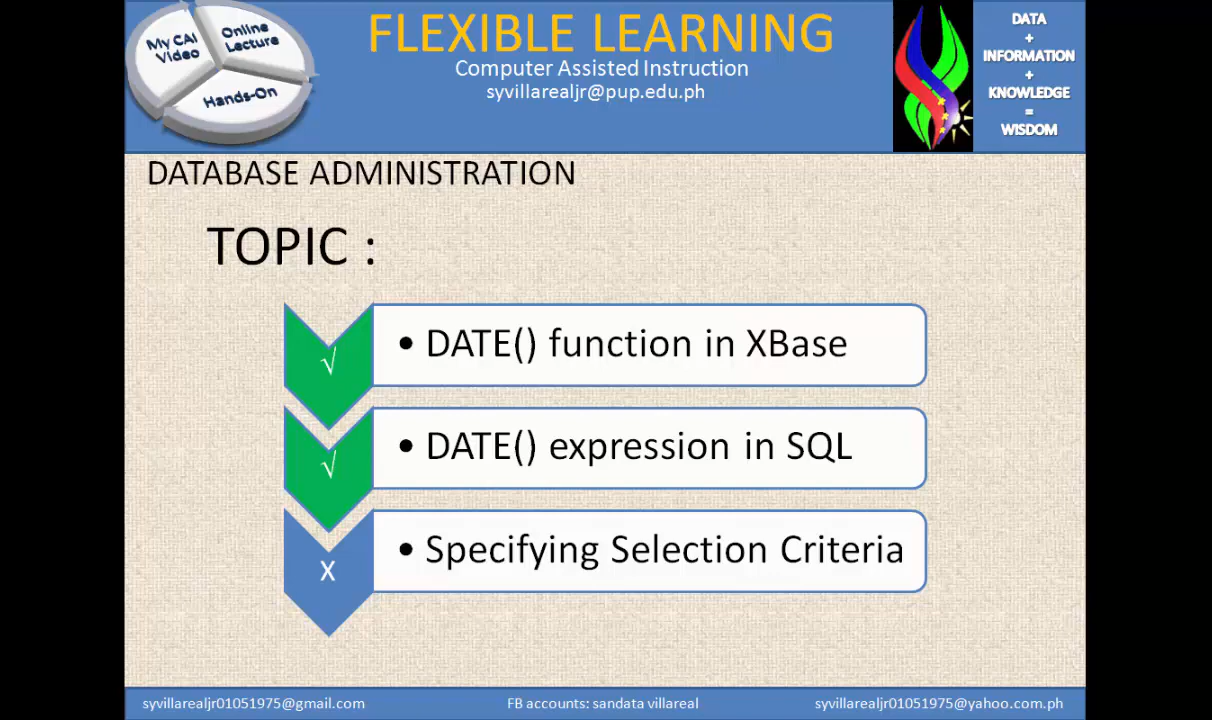 My CAI
Video
Online
Lecture
Hands-On
FLEXIBLE LEARNING
Computer Assisted Instruction
syvillarealjr@pup.edu.ph
DATA
+
INFORMATION
+
KNOWLEDGE
=
WISDOM
DATABASE ADMINISTRATION
TOPIC :
√
• DATE() function in XBase
√
• DATE() expression in SQL
X
• Specifying Selection Criteria
syvillarealjr01051975@gmail.com
FB accounts: sandata villareal
syvillarealjr01051975@yahoo.com.ph